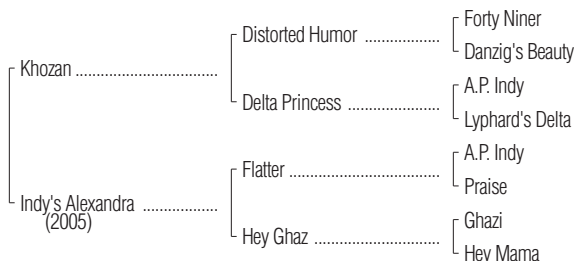 Forty Niner
Distorted Humor ....................
Danzig's Beauty
Khozan ......................................
A.P. Indy
Delta Princess ............................
Lyphard's Delta
A.P. Indy
Flatter .........................................
Praise
Indy's Alexandra ....................
(2005)
Ghazi
Hey Ghaz .................................
Hey Mama